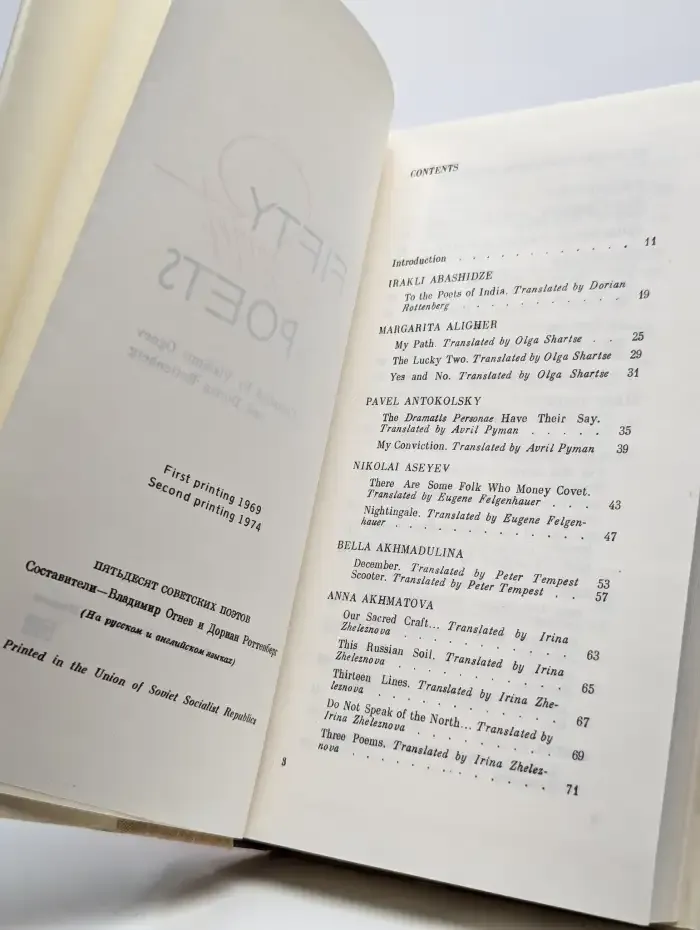 FIFTY
POETS
First printing 1969
Second printing 1974
ПЯТЬДЕСЯТ СОВЕТСКИХ ПОЭТОВ
Составители—Владимир Огнев и Дориан Роттенберг
(На русском и английском языках)
Printed in the Union of Soviet Socialist Republics
CONTENTS
Introduction . . . . . . . . . . . . 11
IRAKLI ABASHIDZE
To the Poets of India. Translated by Dorian
Rottenberg . . . . . . . . . . . 19
MARGARITA ALIGHER
My Path. Translated by Olga Shartse . . 25
The Lucky Two. Translated by Olga Shartse 29
Yes and No. Translated by Olga Shartse 31
PAVEL ANTOKOLSKY
The Dramatis Personae Have Their Say.
Translated by Avril Pyman . . . . . 35
My Conviction. Translated by Avril Pyman 39
NIKOLAI ASEYEV
There Are Some Folk Who Money Covet.
Translated by Eugene Felgenhauer . . . 43
Nightingale. Translated by Eugene Felgen-
hauer . . . . . . . . . . . . 47
BELLA AKHMADULINA
December. Translated by Peter Tempest 53
Scooter. Translated by Peter Tempest . . 57
ANNA AKHMATOVA
Our Sacred Craft... Translated by Irina
Zheleznova . . . . . . . . . . 63
This Russian Soil. Translated by Irina
Zheleznova . . . . . . . . . . 65
Thirteen Lines. Translated by Irina Zhe-
leznova . . . . . . . . . . . 67
Do Not Speak of the North... Translated by
Irina Zheleznova . . . . . . . . 69
Three Poems. Translated by Irina Zhelez-
nova . . . . . . . . . . . . 71
3